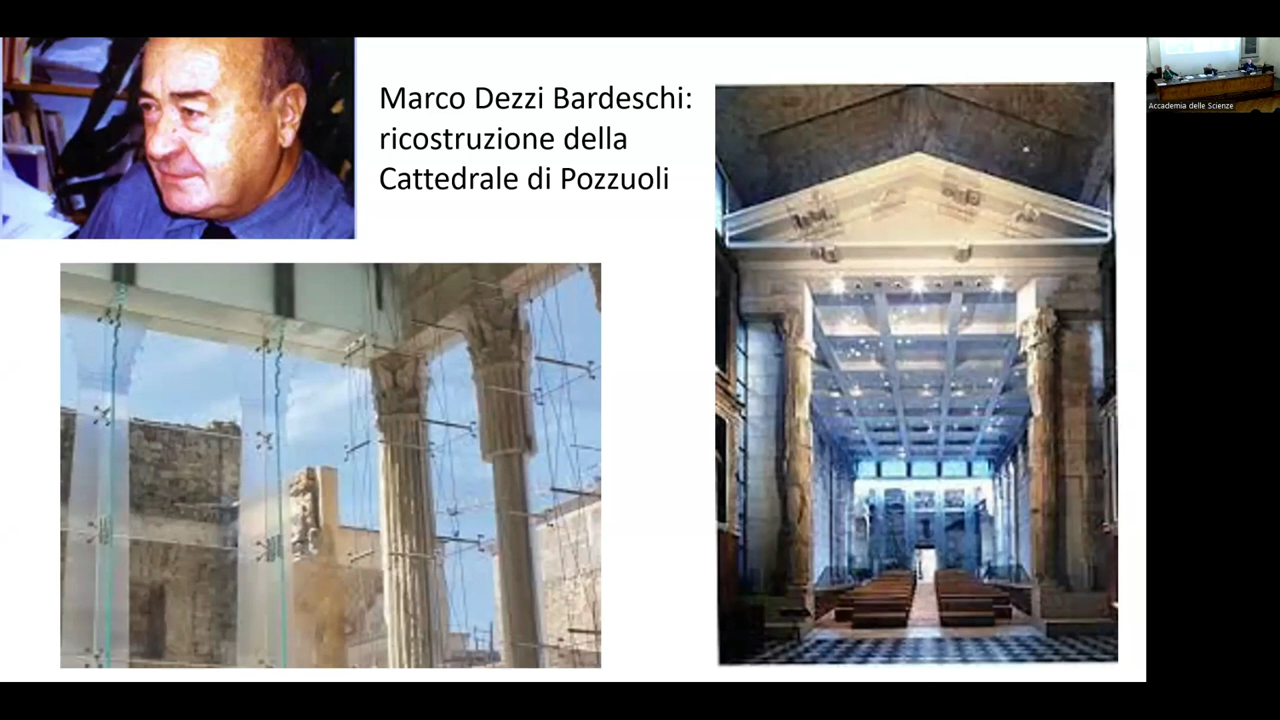 Marco Dezzi Bardeschi:
ricostruzione della
Cattedrale di Pozzuoli
Accademia delle Scienze